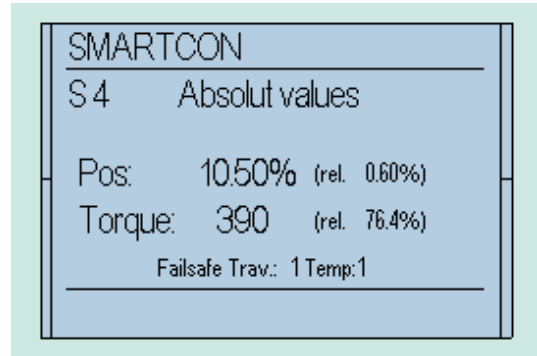 SMARTCON
S 4 Absolut values
Pos: 10.50% (rel. 0.60%)
Torque: 390 (rel. 76.4%)
Failsafe Trav.: 1 Temp:1